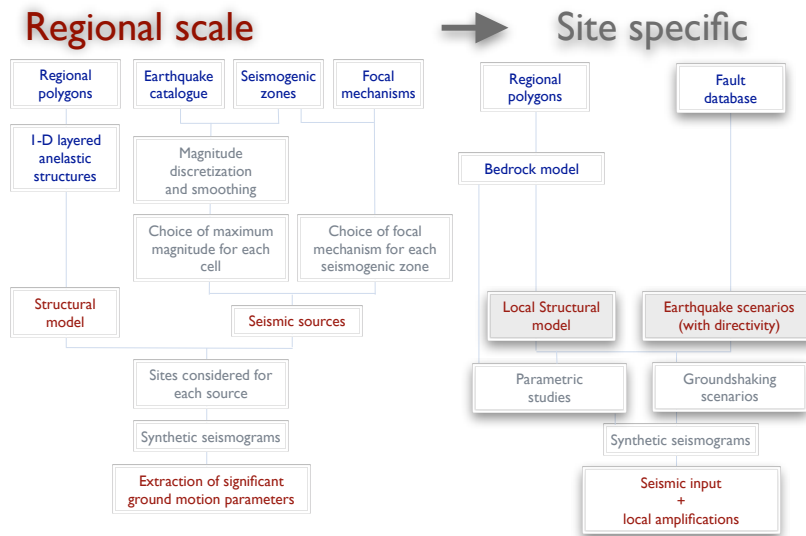 Regional scale
Site specific
Regional
polygons
Earthquake
catalogue
Seismogenic
zones
Focal
mechanisms
1-D layered
anelastic
structures
Magnitude
discretization
and smoothing
Choice of maximum
magnitude for each
cell
Choice of focal
mechanism for each
seismogenic zone
Structural
model
Seismic sources
Sites considered for
each source
Synthetic seismograms
Extraction of significant
ground motion parameters
Regional
polygons
Fault
database
Bedrock model
Local Structural
model
Earthquake scenarios
(with directivity)
Parametric
studies
Groundshaking
scenarios
Synthetic seismograms
Seismic input
+
local amplifications